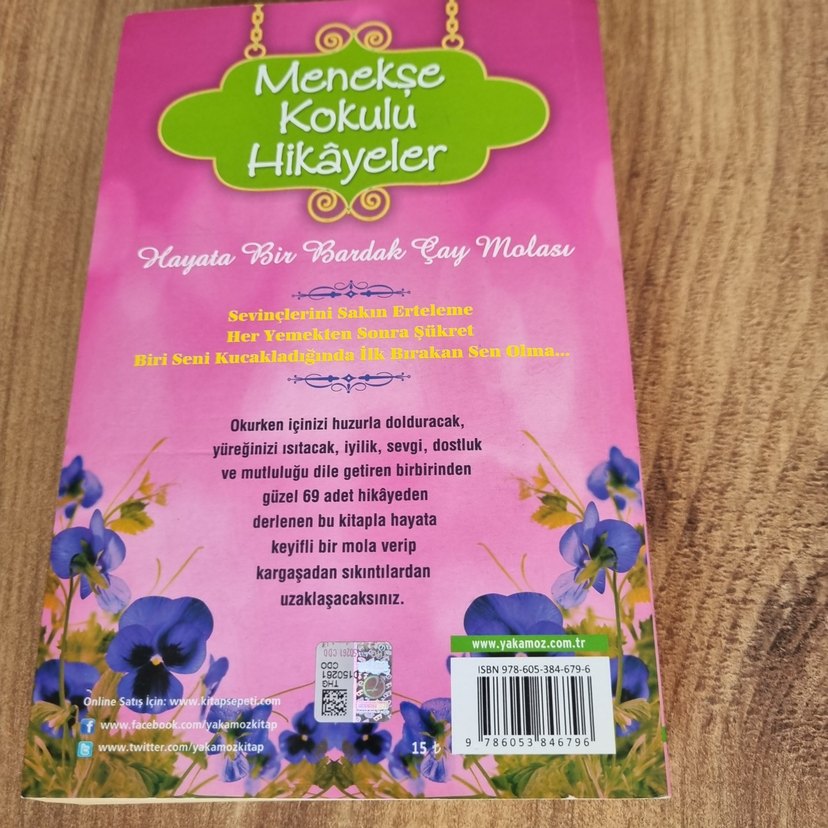 Menekşe
Kokulu
Hikâyeler
Hayata Bir Bardak Çay Molası
Sevinçlerini Sakın Erteleme
Her Yemekten Sonra Şükret
Biri Seni Kucakladığında İlk Bırakan Sen Olma...
Okurken içinizi huzurla dolduracak,
yüreğinizi ısıtacak, iyilik, sevgi, dostluk
ve mutluluğu dile getiren birbirinden
güzel 69 adet hikâyeden
derlenen bu kitapla hayata
keyifli bir mola verip
kargaşadan sıkıntılardan
uzaklaşacaksınız.
www.yakamoz.com.tr
ISBN 978-605-384-679-6
9 786053 846796
THG
CDO
Online Satış İçin: www.kitapsepeti.com
www.facebook.com/yakamozkitap
www.twitter.com/yakamozkitap
15 ₺